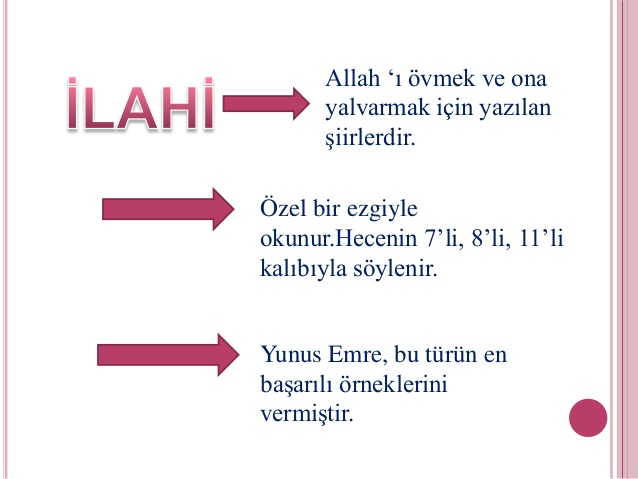 İLAHİ
Allah ‘ı övmek ve ona
yalvarmak için yazılan
şiirlerdir.
Özel bir ezgiyle
okunur.Hecenin 7’li, 8’li, 11’li
kalıbıyla söylenir.
Yunus Emre, bu türün en
başarılı örneklerini
vermiştir.